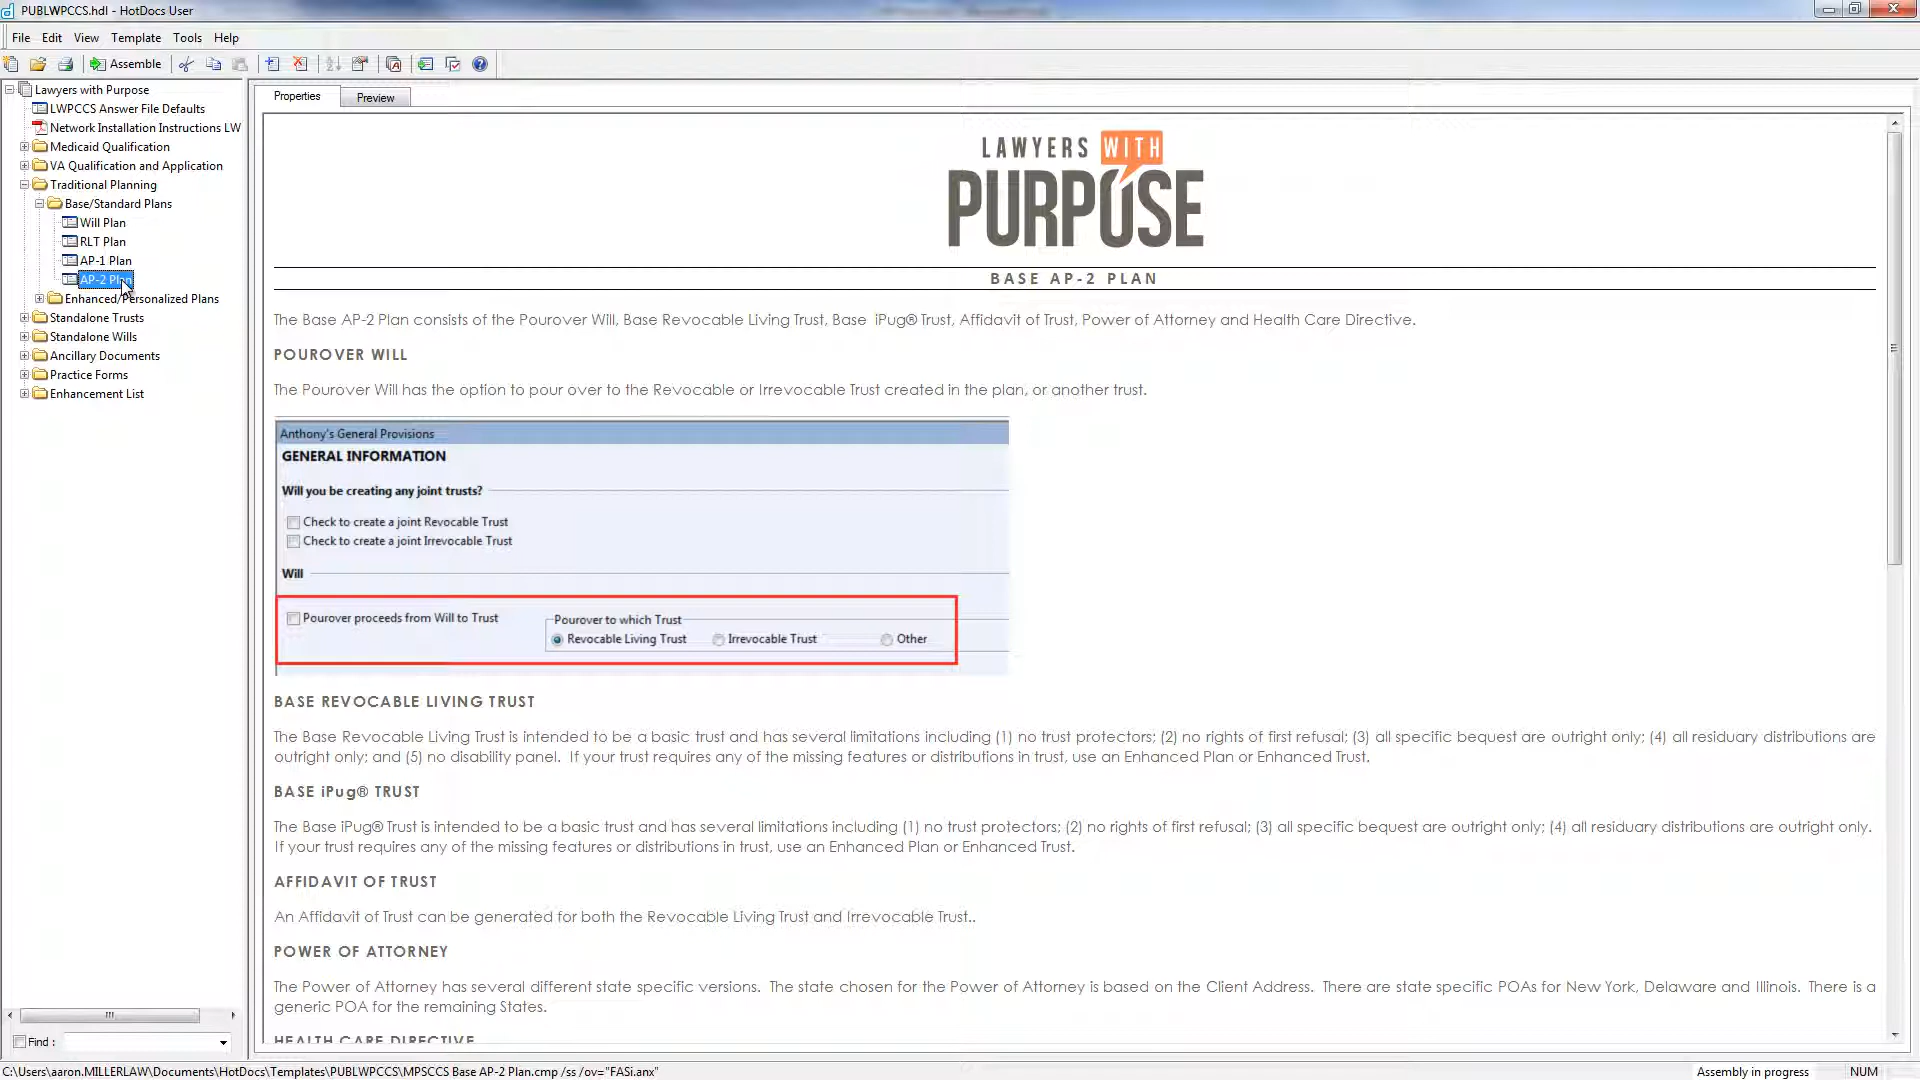 PUBLWPCCS.hdl - HotDocs User
File Edit View Template Tools Help
Assemble
Lawyers with Purpose
LWPCCS Answer File Defaults
Network Installation Instructions LW
Medicaid Qualification
VA Qualification and Application
Traditional Planning
Base/Standard Plans
Will Plan
RLT Plan
AP-1 Plan
AP-2 Plan
Enhanced/Personalized Plans
Standalone Trusts
Standalone Wills
Ancillary Documents
Practice Forms
Enhancement List
Find :
Properties Preview
LAWYERS WITH
PURPOSE
BASE AP-2 PLAN
The Base AP-2 Plan consists of the Pourover Will, Base Revocable Living Trust, Base iPug® Trust, Affidavit of Trust, Power of Attorney and Health Care Directive.
POUROVER WILL
The Pourover Will has the option to pour over to the Revocable or Irrevocable Trust created in the plan, or another trust.
Anthony's General Provisions
GENERAL INFORMATION
Will you be creating any joint trusts?
Check to create a joint Revocable Trust
Check to create a joint Irrevocable Trust
Will
Pourover proceeds from Will to Trust
Pourover to which Trust
Revocable Living Trust Irrevocable Trust Other
BASE REVOCABLE LIVING TRUST
The Base Revocable Living Trust is intended to be a basic trust and has several limitations including (1) no trust protectors; (2) no rights of first refusal; (3) all specific bequest are outright only; (4) all residuary distributions are
outright only; and (5) no disability panel. If your trust requires any of the missing features or distributions in trust, use an Enhanced Plan or Enhanced Trust.
BASE iPug® TRUST
The Base iPug® Trust is intended to be a basic trust and has several limitations including (1) no trust protectors; (2) no rights of first refusal; (3) all specific bequest are outright only; (4) all residuary distributions are outright only.
If your trust requires any of the missing features or distributions in trust, use an Enhanced Plan or Enhanced Trust.
AFFIDAVIT OF TRUST
An Affidavit of Trust can be generated for both the Revocable Living Trust and Irrevocable Trust..
POWER OF ATTORNEY
The Power of Attorney has several different state specific versions. The state chosen for the Power of Attorney is based on the Client Address. There are state specific POAs for New York, Delaware and Illinois. There is a
generic POA for the remaining States.
HEALTH CARE DIRECTIVE
C:\Users\aaron.MILLERLAW\Documents\HotDocs\Templates\PUBLWPCCS\MPSCCS Base AP-2 Plan.cmp /ss /ov="FASi.anx"
Assembly in progress NUM